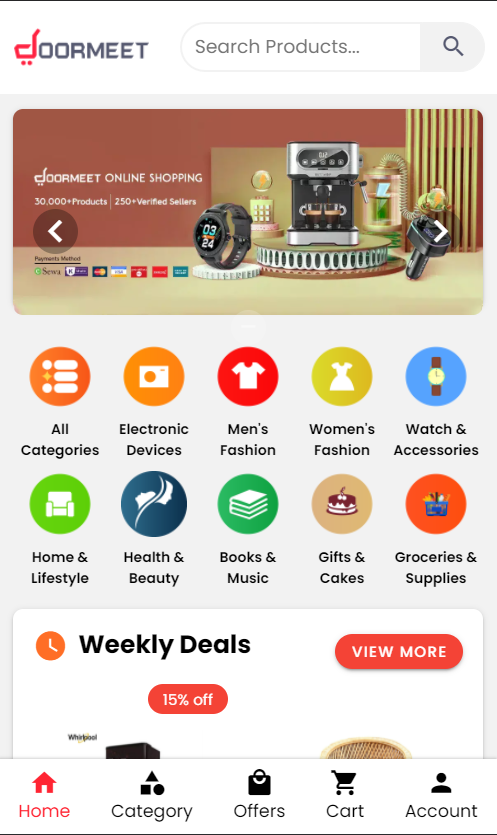 DOORMEET
Search Products...
DOORMEET ONLINE SHOPPING
30,000+Products | 250+Verified Sellers
Payments Method
eSewa
VISA
03
24
All
Categories
Electronic
Devices
Men's
Fashion
Women's
Fashion
Watch &
Accessories
Home &
Lifestyle
Health &
Beauty
Books &
Music
Gifts &
Cakes
Groceries &
Supplies
Weekly Deals
VIEW MORE
15% off
Whirlpool
Home
Category
Offers
Cart
Account